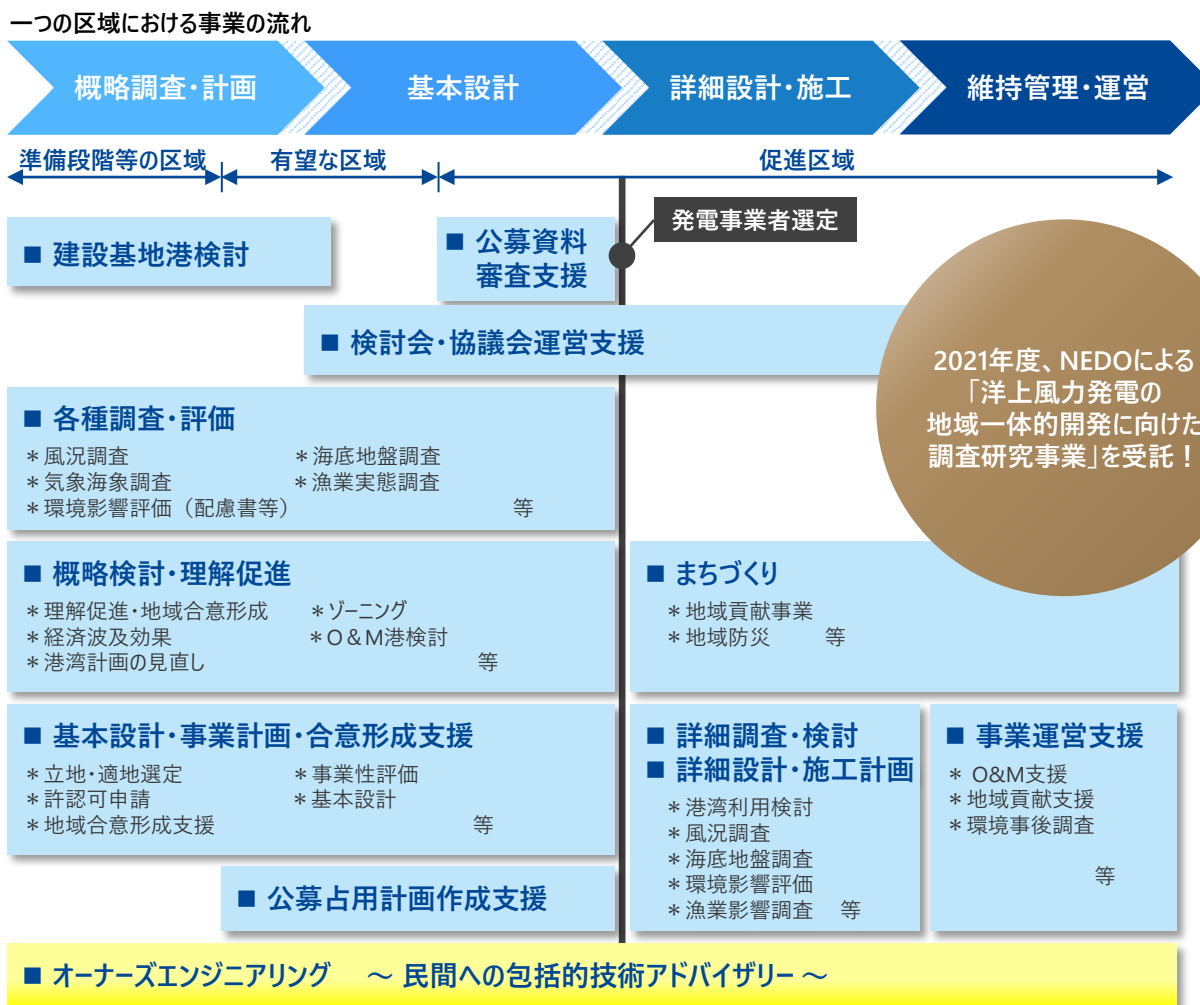 一つの区域における事業の流れ
概略調査・計画
基本設計
詳細設計・施工
維持管理・運営
準備段階等の区域
有望な区域
促進区域
発電事業者選定
■ 建設基地港検討
■ 公募資料
審査支援
■ 検討会・協議会運営支援
2021年度、NEDOによる
「洋上風力発電の
地域一体的開発に向けた
調査研究事業」を受託！
■ 各種調査・評価
＊風況調査 ＊海底地盤調査
＊気象海象調査 ＊漁業実態調査
＊環境影響評価（配慮書等） 等
■ 概略検討・理解促進
＊理解促進・地域合意形成 ＊ゾーニング
＊経済波及効果 ＊O＆M港検討
＊港湾計画の見直し 等
■ まちづくり
＊地域貢献事業
＊地域防災 等
■ 基本設計・事業計画・合意形成支援
＊立地・適地選定 ＊事業性評価
＊許認可申請 ＊基本設計
＊地域合意形成支援 等
■ 詳細調査・検討
■ 詳細設計・施工計画
＊港湾利用検討
＊風況調査
＊海底地盤調査
＊環境影響評価
＊漁業影響調査 等
■ 事業運営支援
＊ O&M支援
＊地域貢献支援
＊環境事後調査
等
■ 公募占用計画作成支援
■ オーナーズエンジニアリング ～ 民間への包括的技術アドバイザリー ～